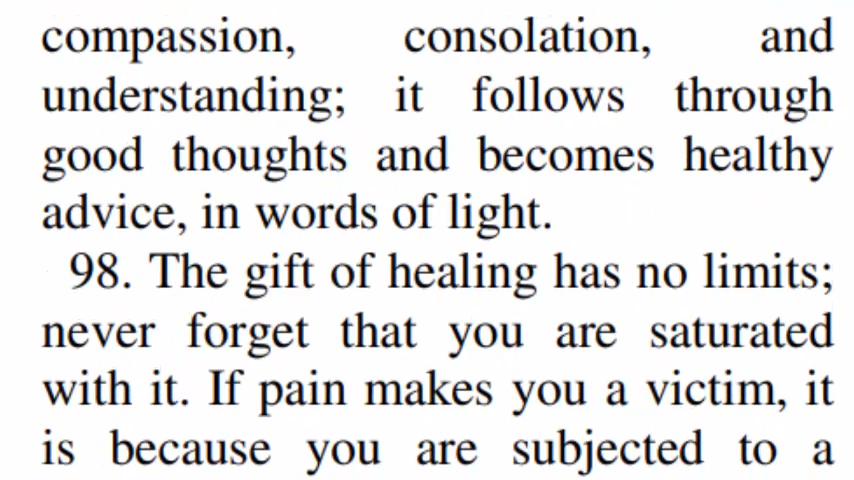 compassion, consolation, and
understanding; it follows through
good thoughts and becomes healthy
advice, in words of light.
98. The gift of healing has no limits;
never forget that you are saturated
with it. If pain makes you a victim, it
is because you are subjected to a